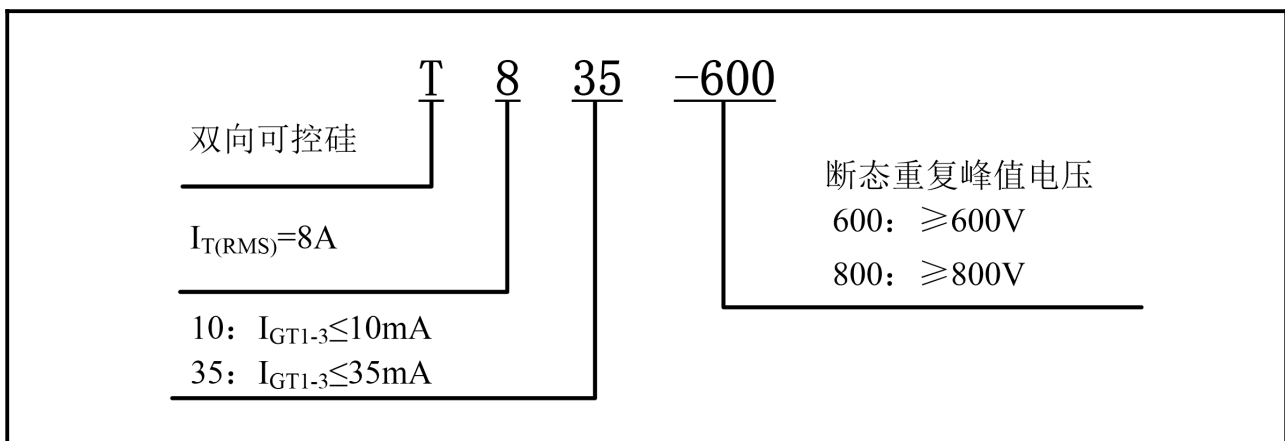 T 8 35 -600
双向可控硅
I_T(RMS)=8A
10：I_GT1-3≤10mA
35：I_GT1-3≤35mA
断态重复峰值电压
600：≥600V
800：≥800V